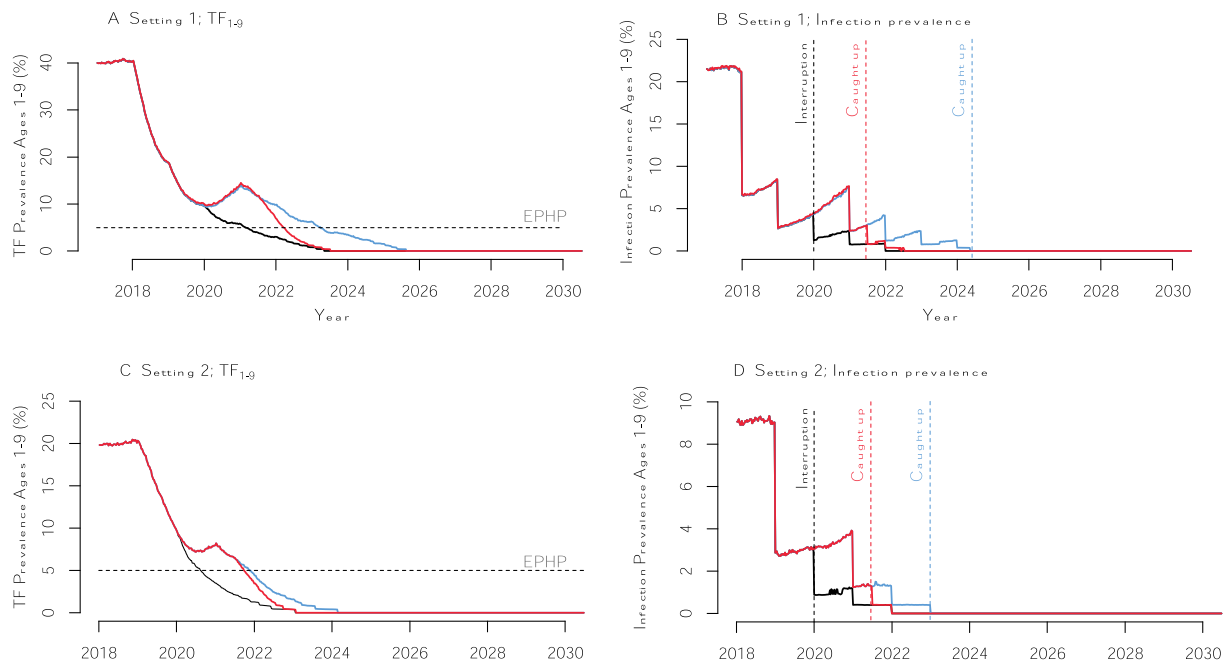 A Setting 1; TF1-9
TF Prevalence Ages 1-9 (%)
40
30
20
10
0
EPHP
2018 2020 2022 2024 2026 2028 2030
Year
B Setting 1; Infection prevalence
Infection Prevalence Ages 1-9 (%)
25
20
15
10
5
0
Interruption
Caught up
Caught up
2018 2020 2022 2024 2026 2028 2030
Year
C Setting 2; TF1-9
TF Prevalence Ages 1-9 (%)
25
20
15
10
5
0
EPHP
2018 2020 2022 2024 2026 2028 2030
D Setting 2; Infection prevalence
Infection Prevalence Ages 1-9 (%)
10
8
6
4
2
0
Interruption
Caught up
Caught up
2018 2020 2022 2024 2026 2028 2030